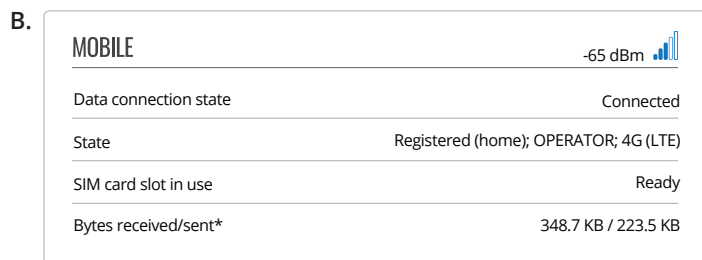 B.
MOBILE -65 dBm
Data connection state Connected
State Registered (home); OPERATOR; 4G (LTE)
SIM card slot in use Ready
Bytes received/sent* 348.7 KB / 223.5 KB